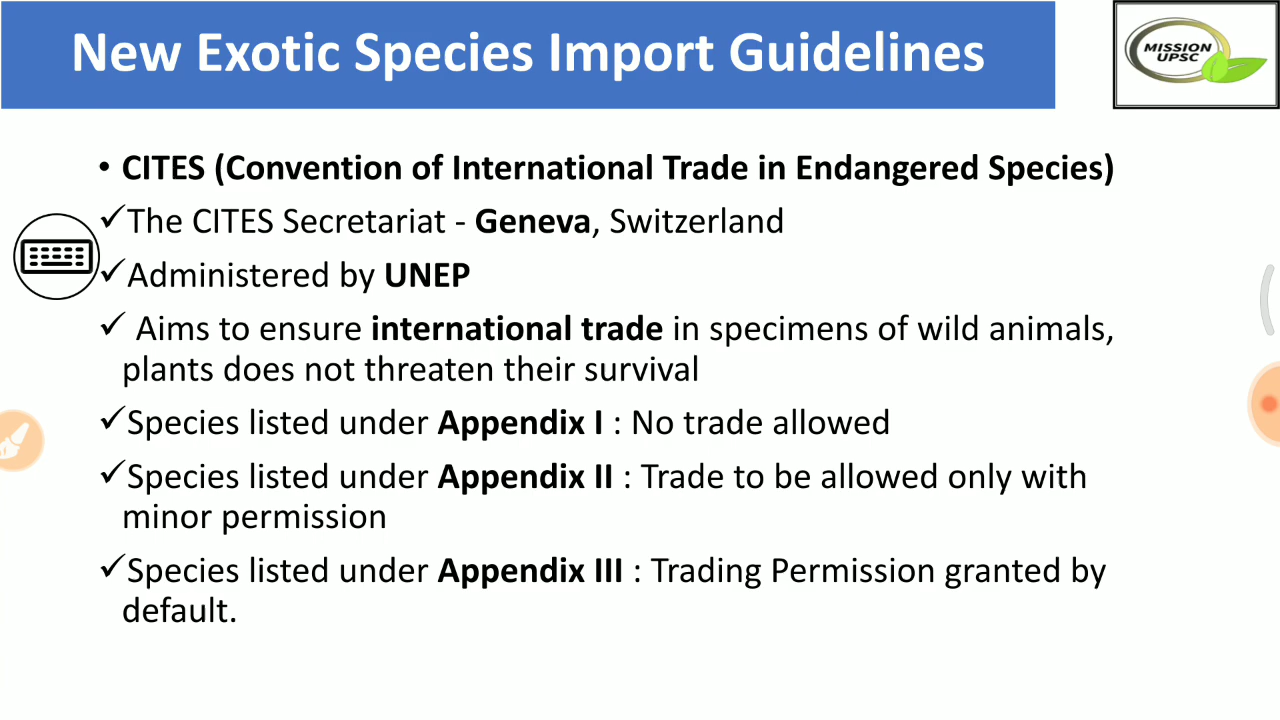 New Exotic Species Import Guidelines
MISSION
UPSC
• CITES (Convention of International Trade in Endangered Species)
✓The CITES Secretariat - Geneva, Switzerland
✓Administered by UNEP
✓ Aims to ensure international trade in specimens of wild animals,
plants does not threaten their survival
✓Species listed under Appendix I : No trade allowed
✓Species listed under Appendix II : Trade to be allowed only with
minor permission
✓Species listed under Appendix III : Trading Permission granted by
default.